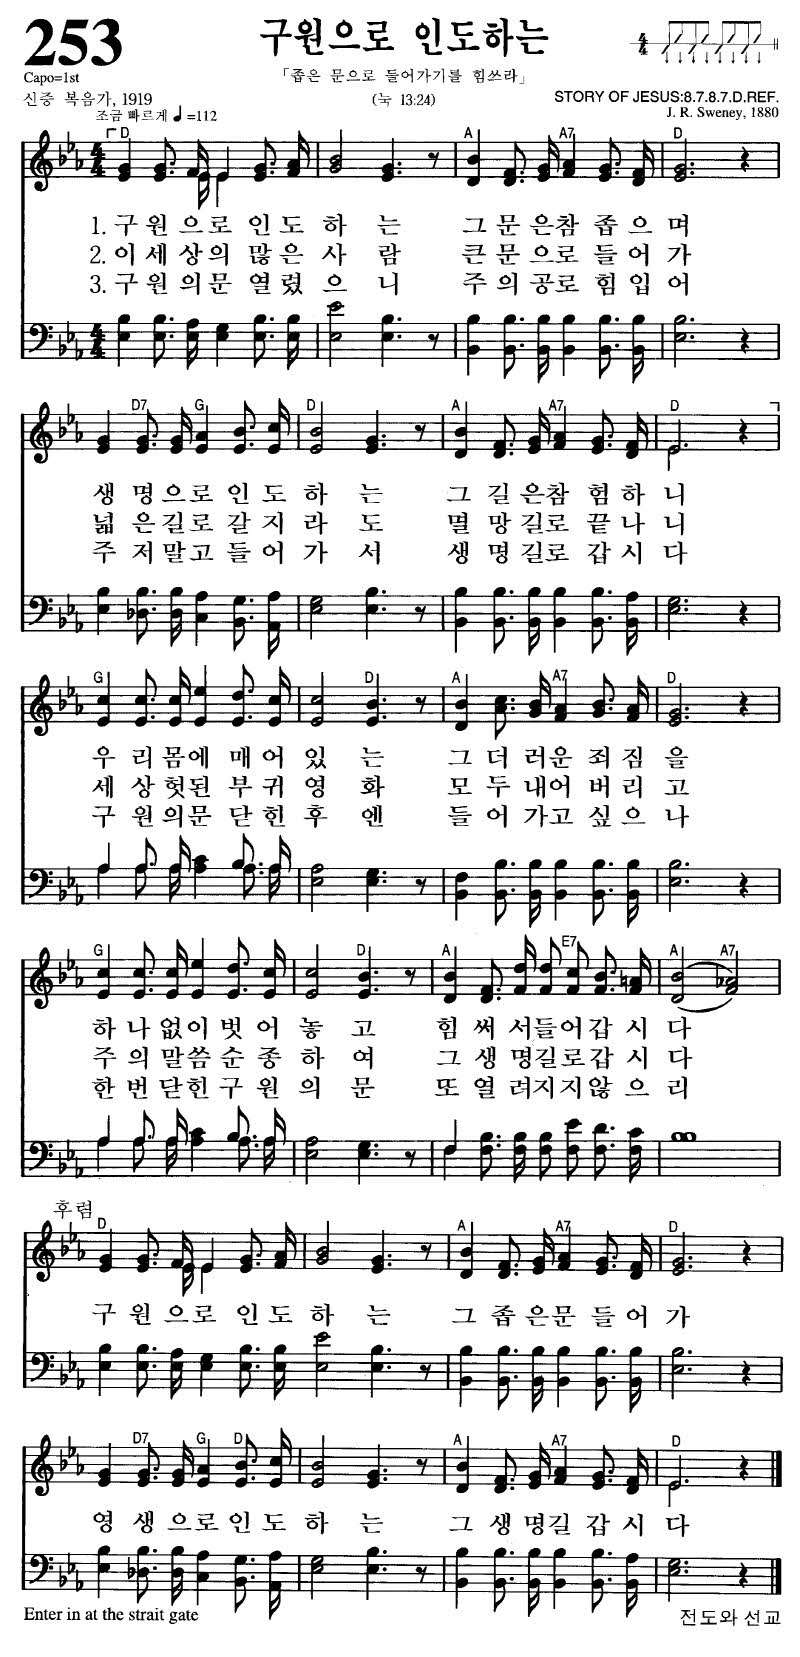 253
구원으로 인도하는
Capo=1st
「좁은 문으로 들어가기를 힘쓰라」
신중 복음가, 1919
(눅 13:24)
STORY OF JESUS:8.7.8.7.D.REF.
조금 빠르게 ♩=112
J. R. Sweney, 1880
D A A7 D
1. 구원으로인도하는 그문은참좁으며
2. 이세상의많은사람 큰문으로들어가
3. 구원의문열렸으니 주의공로힘입어
D7 G D A A7 D
생명으로인도하는 그길은참험하니
넓은길로갈지라도 멸망길로끝나니
주저말고들어가서 생명길로갑시다
G D A A7 D
우리몸에매어있는 그더러운죄짐을
세상헛된부귀영화 모두내어버리고
구원의문닫힌후엔 들어가고싶으나
G D A E7 A A7
하나없이벗어놓고 힘써서들어갑시다
주의말씀순종하여 그생명길로갑시다
한번닫힌구원의문 또열려지지않으리
후렴
D A A7 D
구원으로인도하는 그좁은문들어가
D7 G D A A7 D
영생으로인도하는 그생명길갑시다
Enter in at the strait gate
전도와 선교